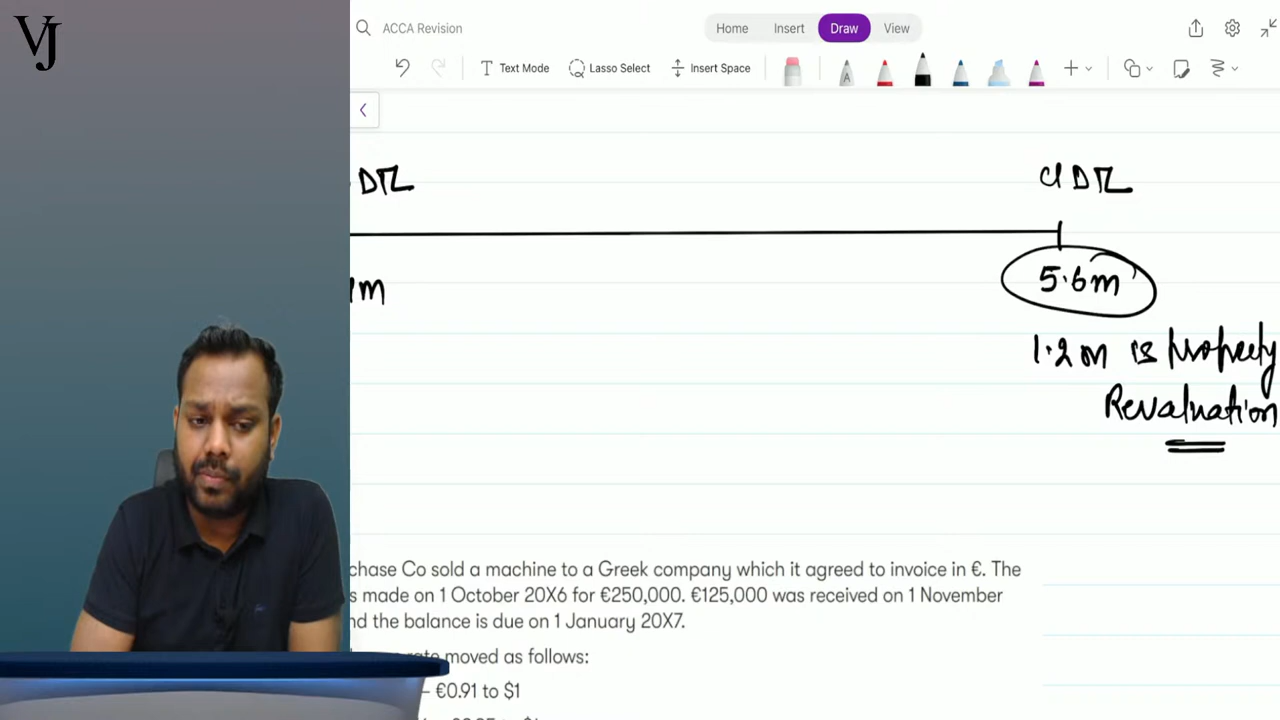 VJ
ACCA Revision
Home Insert Draw View
Text Mode Lasso Select Insert Space
A
DTL
Cl DTL
m
5.6m
1.2m is Property
Revaluation
chase Co sold a machine to a Greek company which it agreed to invoice in €. The
s made on 1 October 20X6 for €250,000. €125,000 was received on 1 November
nd the balance is due on 1 January 20X7.
moved as follows:
– €0.91 to $1